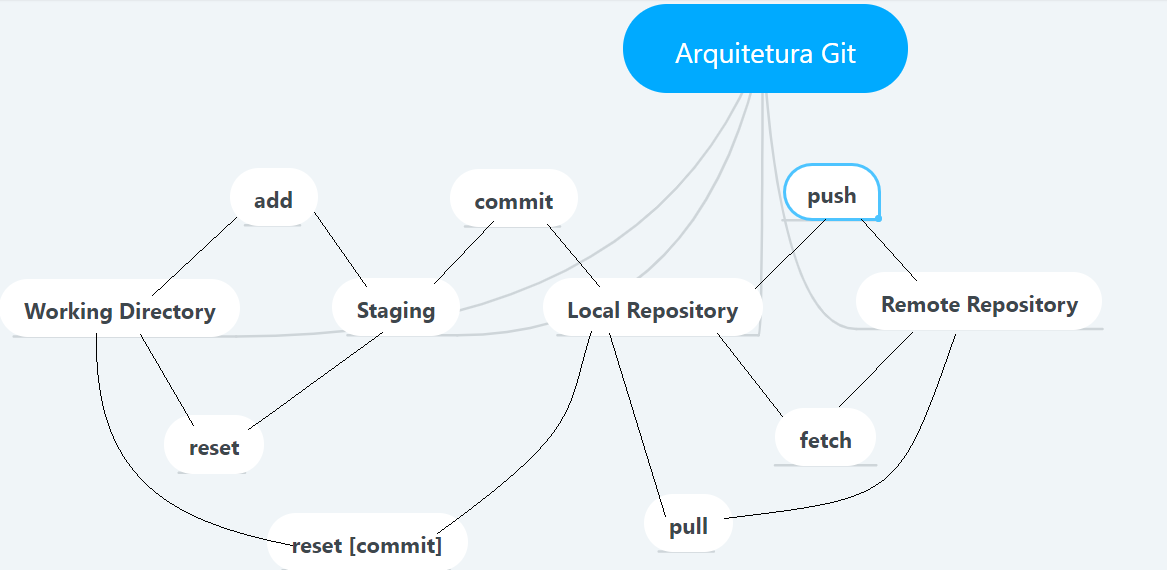 Arquitetura Git
add
commit
push
Working Directory
Staging
Local Repository
Remote Repository
reset
fetch
reset [commit]
pull